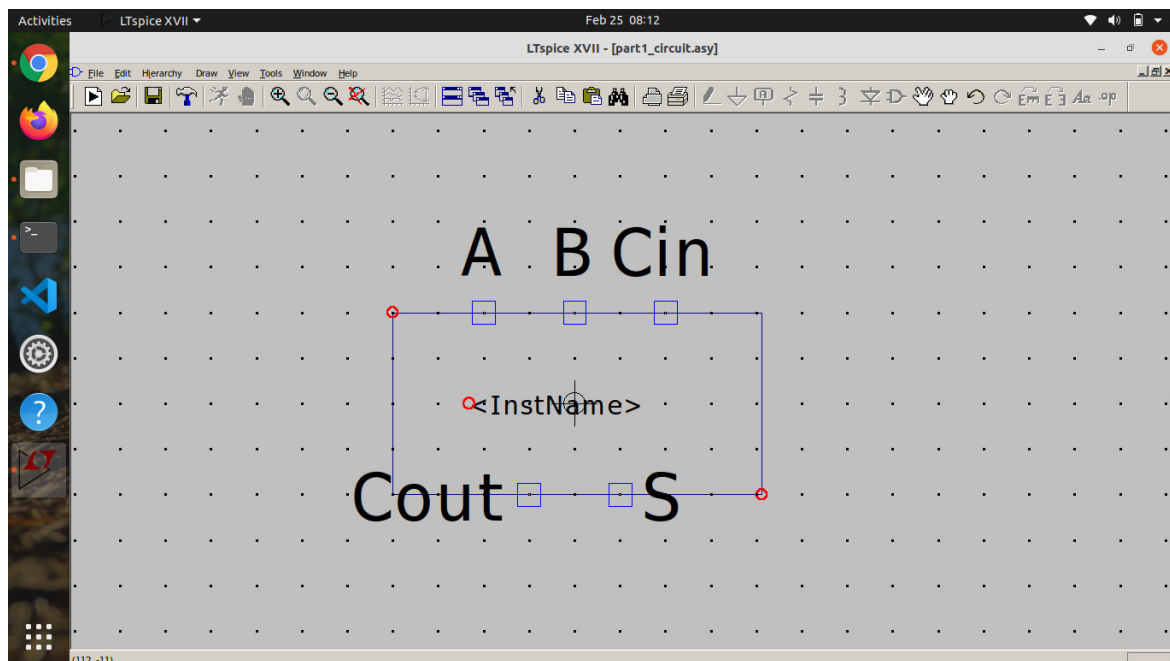 Activities LTspice XVII Feb 25 08:12
LTspice XVII - [part1_circuit.asy]
File Edit Hierarchy Draw View Tools Window Help
A B Cin
<InstName>
Cout S
(112, -11)